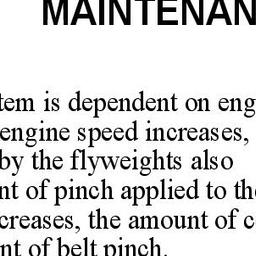 MAINTENAN
tem is dependent on eng
engine speed increases,
by the flyweights also
nt of pinch applied to the
creases, the amount of c
nt of belt pinch.